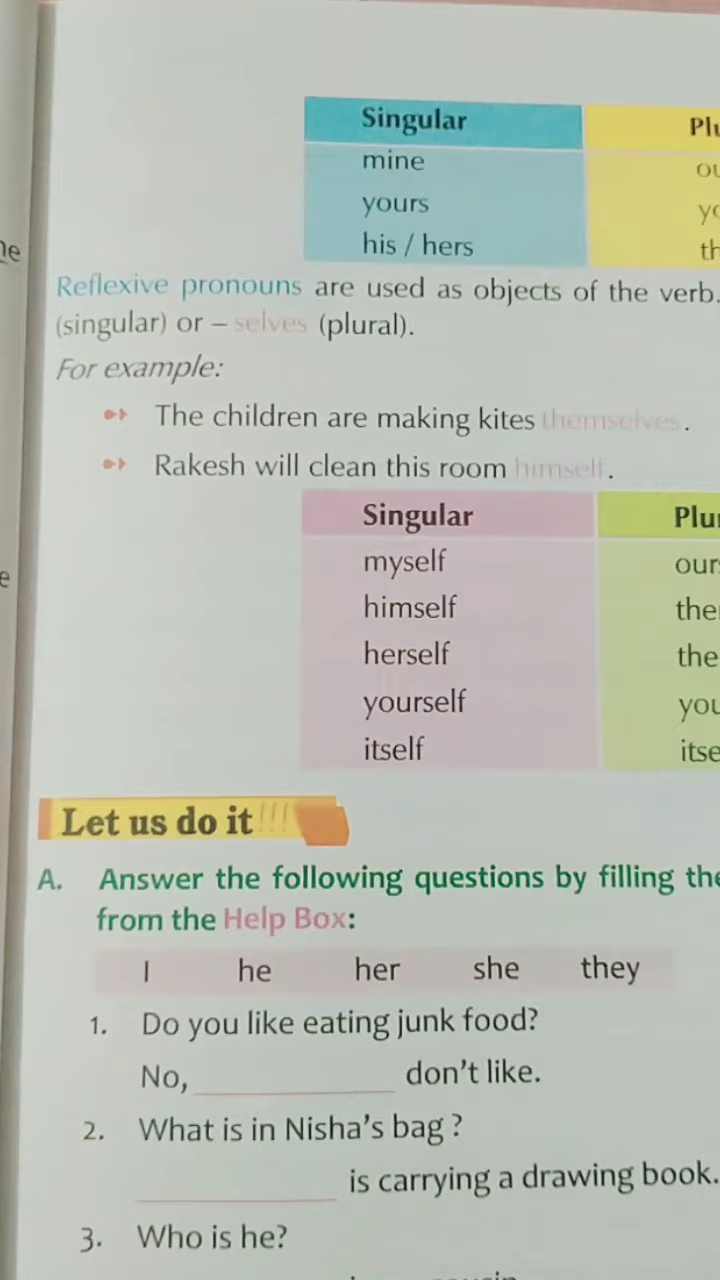 Singular
mine
yours
his / hers
Reflexive pronouns are used as objects of the verb.
(singular) or – selves (plural).
For example:
The children are making kites themselves.
Rakesh will clean this room himself.
Singular
myself
himself
herself
yourself
itself
Let us do it!!!
A. Answer the following questions by filling
from the Help Box:
I he her she they
1. Do you like eating junk food?
No, ____________ don't like.
2. What is in Nisha's bag ?
____________ is carrying a drawing book.
3. Who is he?